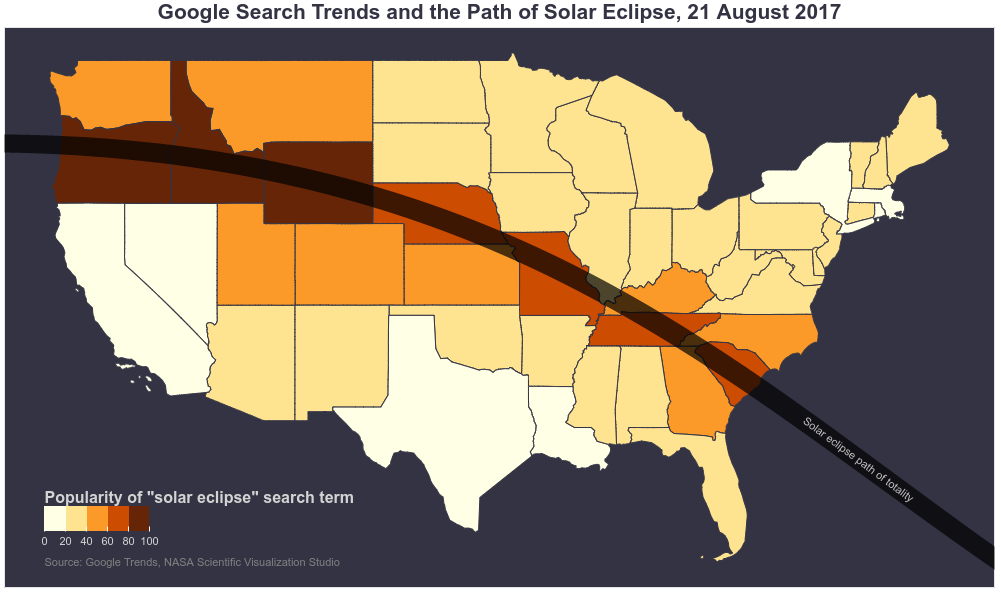 Google Search Trends and the Path of Solar Eclipse, 21 August 2017
Solar eclipse path of totality
Popularity of "solar eclipse" search term
0 20 40 60 80 100
Source: Google Trends, NASA Scientific Visualization Studio